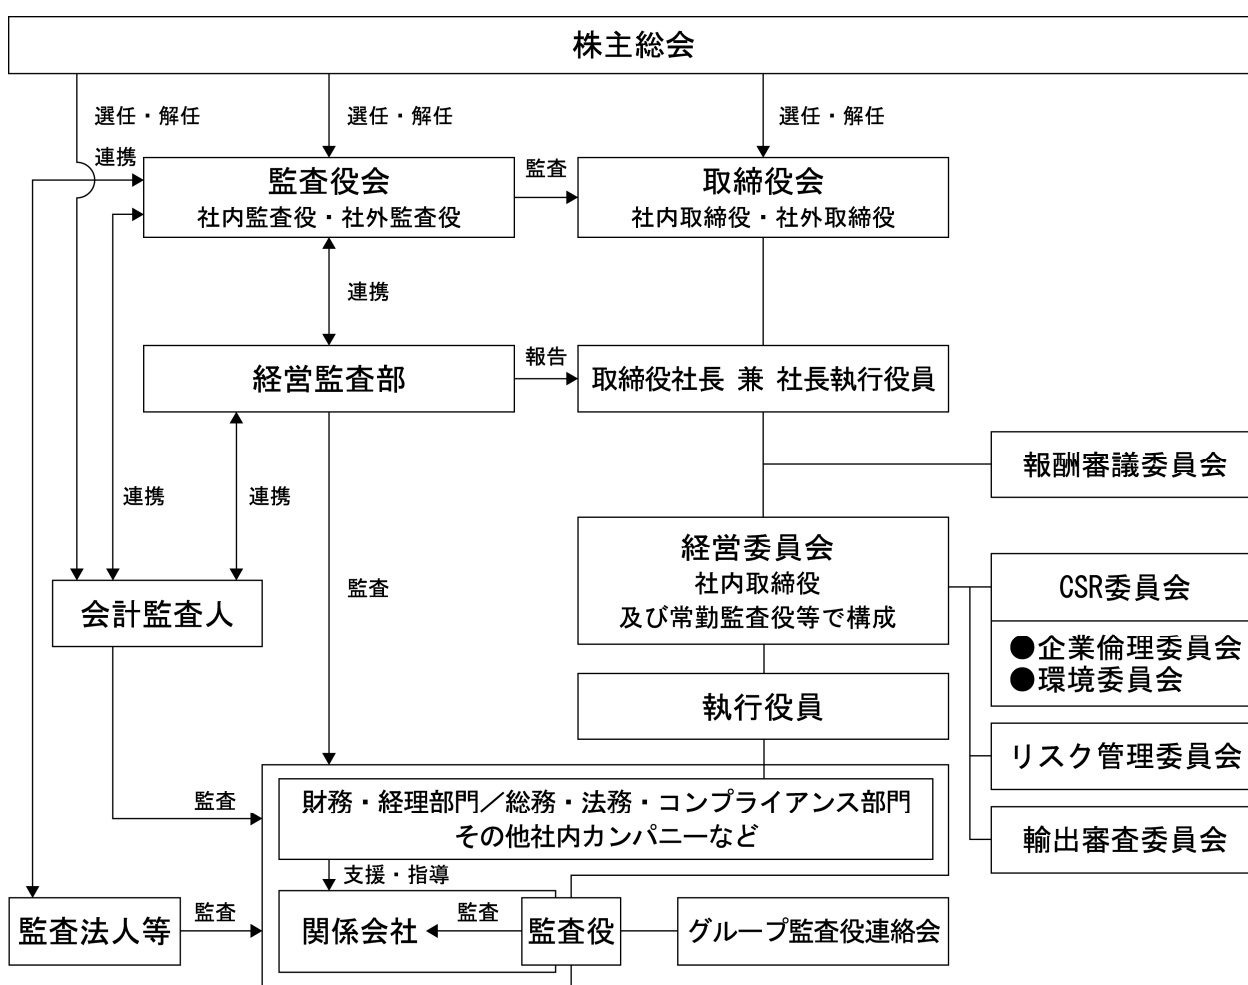 株主総会
選任・解任
選任・解任
選任・解任
連携
監査役会
社内監査役・社外監査役
監査
取締役会
社内取締役・社外取締役
連携
経営監査部
報告
取締役社長 兼 社長執行役員
報酬審議委員会
連携
連携
経営委員会
社内取締役
及び常勤監査役等で構成
CSR委員会
●企業倫理委員会
●環境委員会
会計監査人
監査
執行役員
リスク管理委員会
監査
財務・経理部門／総務・法務・コンプライアンス部門
その他社内カンパニーなど
輸出審査委員会
支援・指導
監査法人等
監査
関係会社
監査
監査役
グループ監査役連絡会